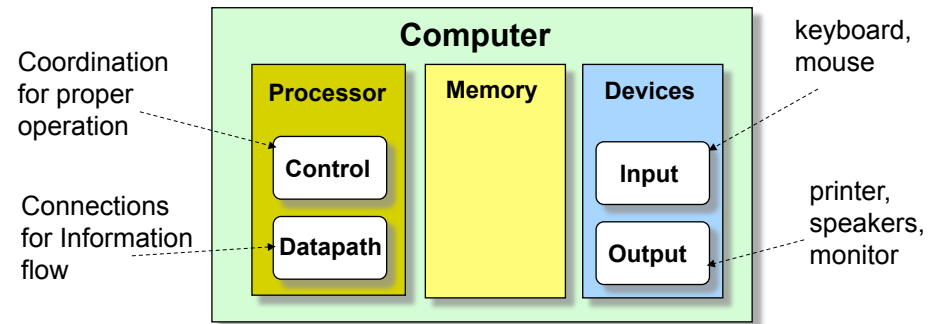 Computer
Coordination
for proper
operation
Connections
for Information
flow
Processor
Control
Datapath
Memory
Devices
Input
Output
keyboard,
mouse
printer,
speakers,
monitor